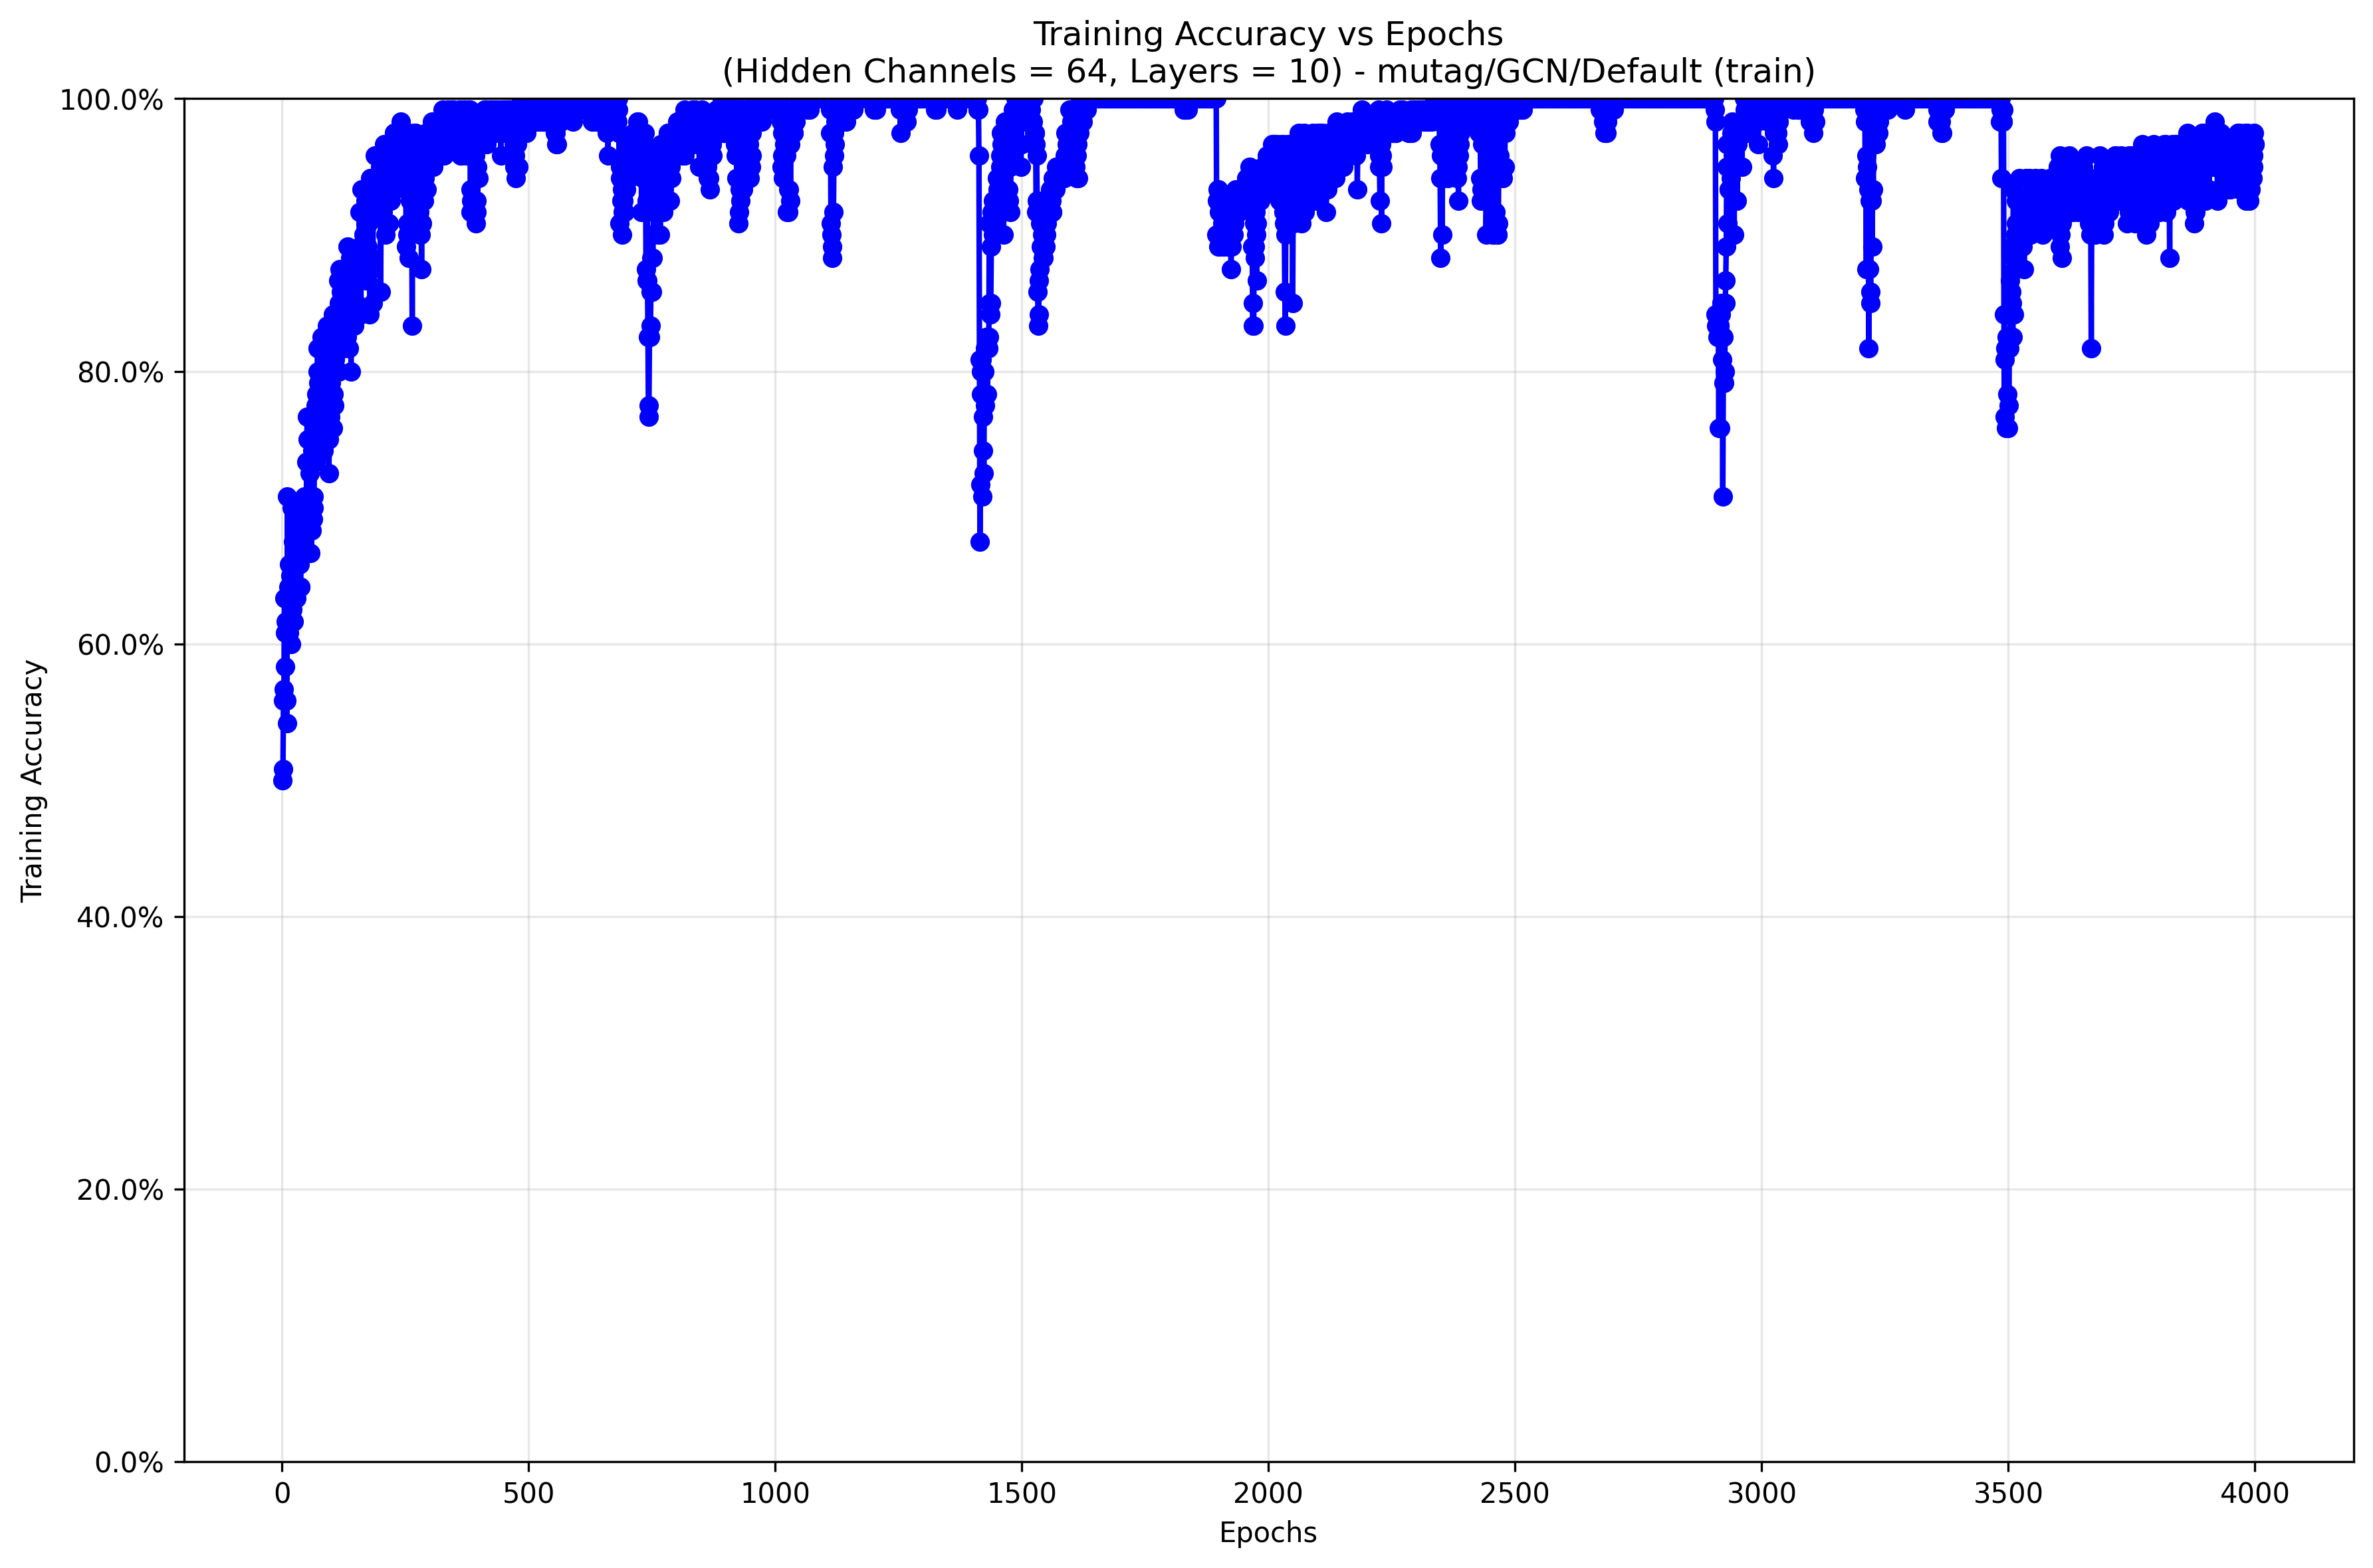 Training Accuracy vs Epochs
(Hidden Channels = 64, Layers = 10) - mutag/GCN/Default (train)
100.0%
80.0%
60.0%
40.0%
20.0%
0.0%
Training Accuracy
0 500 1000 1500 2000 2500 3000 3500 4000
Epochs